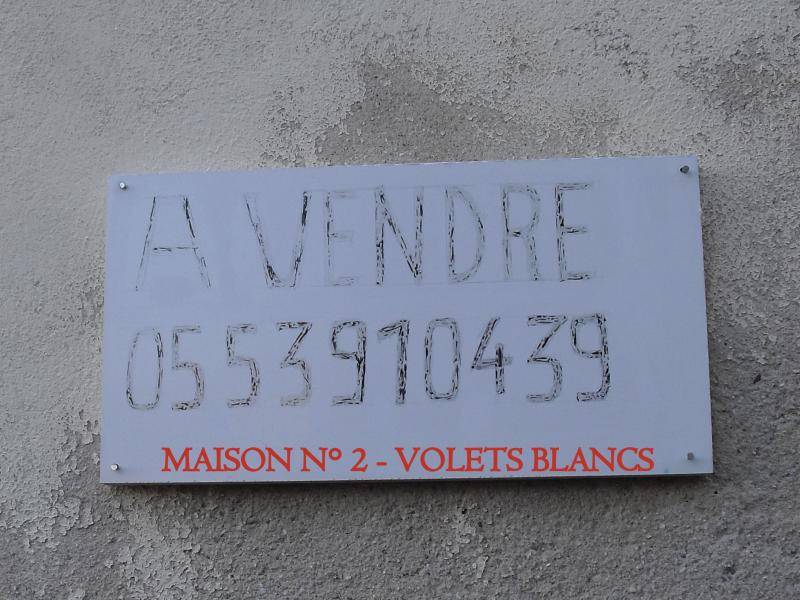 A VENDRE
0553910439
MAISON N° 2 - VOLETS BLANCS